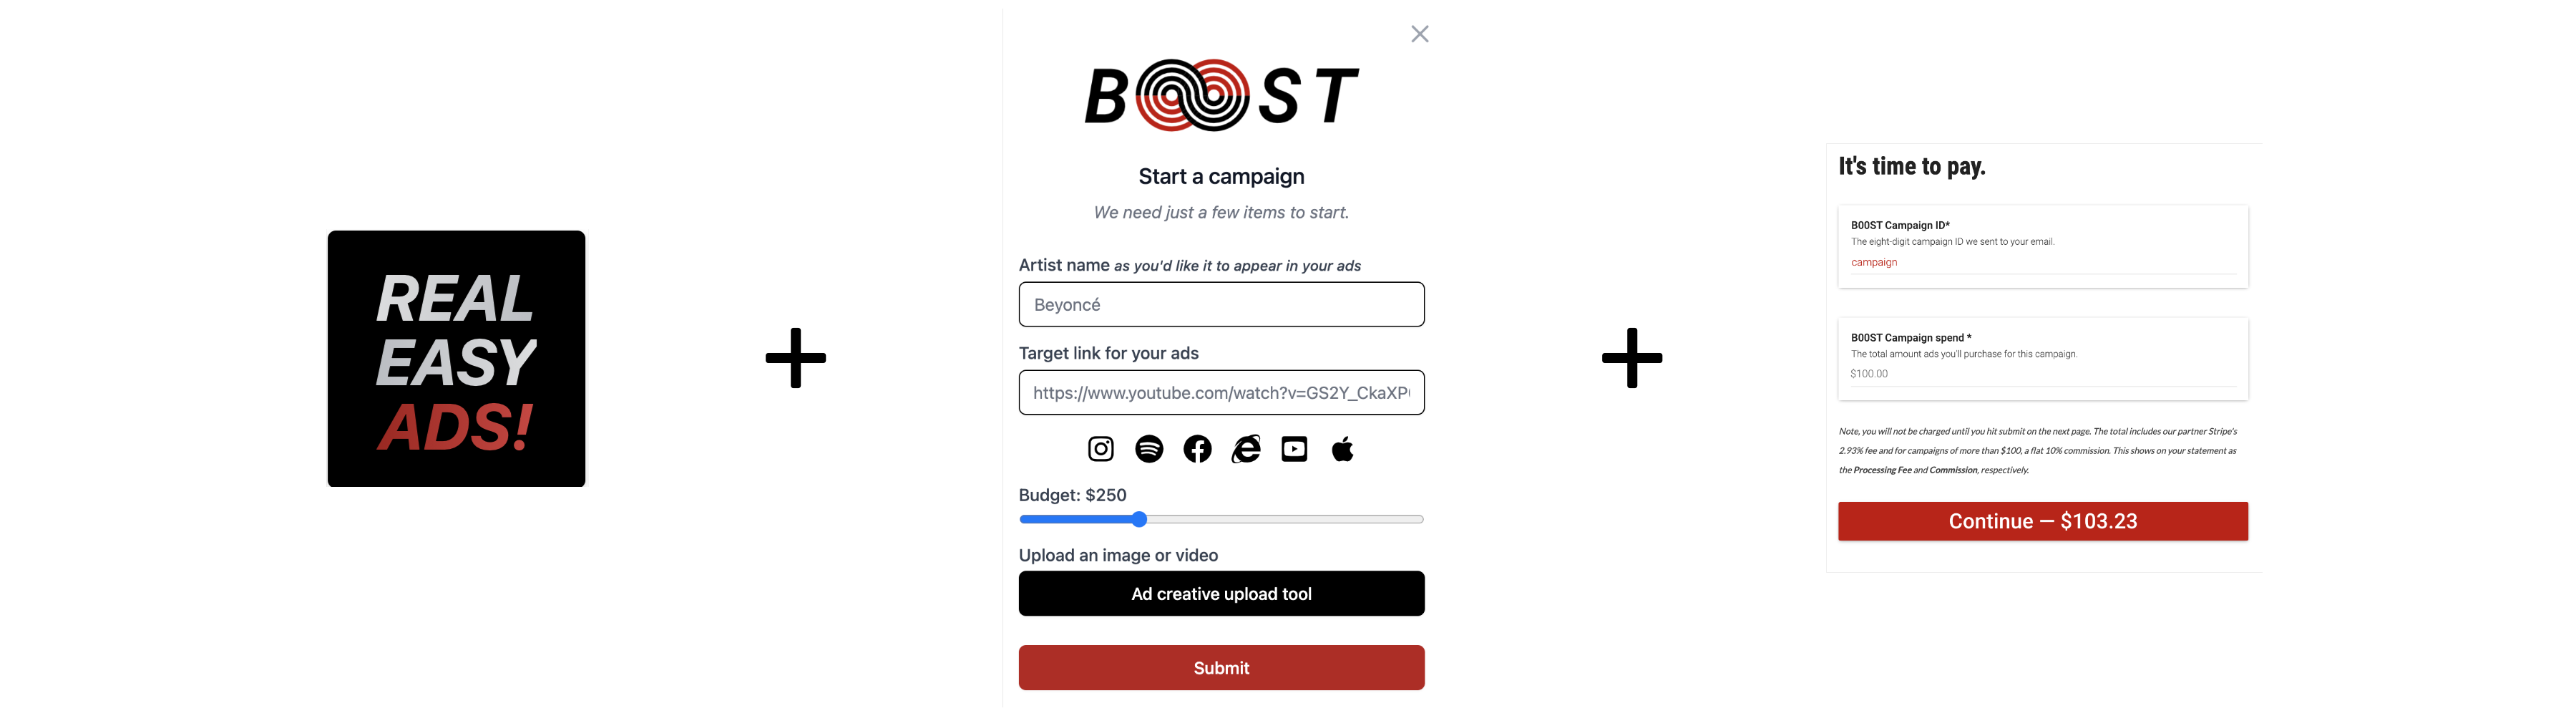 REAL
EASY
ADS!
B00ST
Start a campaign
We need just a few items to start.
Artist name as you'd like it to appear in your ads
Beyoncé
Target link for your ads
https://www.youtube.com/watch?v=GS2Y_CkaXP
Budget: $250
Upload an image or video
Ad creative upload tool
Submit
It's time to pay.
B00ST Campaign ID*
The eight-digit campaign ID we sent to your email.
campaign
B00ST Campaign spend *
The total amount ads you'll purchase for this campaign.
$100.00
Note, you will not be charged until you hit submit on the next page. The total includes our partner Stripe's
2.93% fee and for campaigns of more than $100, a flat 10% commission. This shows on your statement as
the Processing Fee and Commission, respectively.
Continue — $103.23